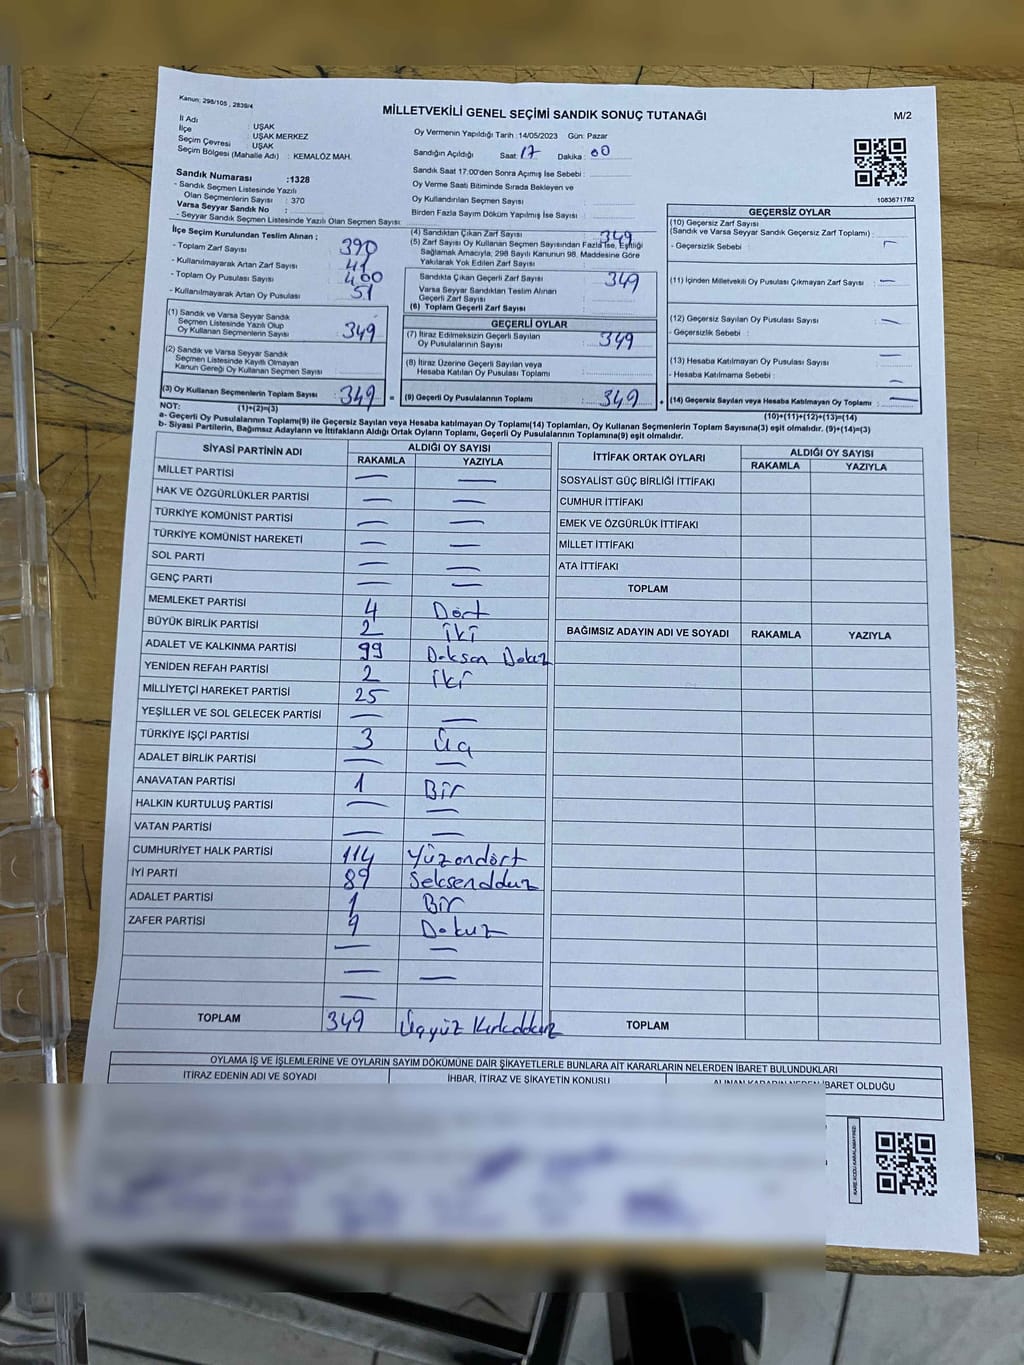 Kanun: 298/105 , 2839/4
MİLLETVEKİLİ GENEL SEÇİMİ SANDIK SONUÇ TUTANAĞI
M/2
İl Adı : UŞAK
İlçe : UŞAK MERKEZ
Seçim Çevresi : UŞAK
Seçim Bölgesi (Mahalle Adı) : KEMALÖZ MAH.
Sandık Numarası :1328
- Sandık Seçmen Listesinde Yazılı
Olan Seçmenlerin Sayısı : 370
Varsa Seyyar Sandık No :
- Seyyar Sandık Seçmen Listesinde Yazılı Olan Seçmen Sayısı:
Oy Vermenin Yapıldığı Tarih : 14/05/2023 Gün: Pazar
Sandığın Açıldığı Saat: 17 Dakika: 00
Sandık Saat 17.00'den Sonra Açımış İse Sebebi :
Oy Verme Saati Bitiminde Sırada Bekleyen ve
Oy Kullandırılan Seçmen Sayısı
Birden Fazla Sayım Döküm Yapılmış İse Sayısı :
1083671782
İlçe Seçim Kurulundan Teslim Alınan ;
- Toplam Zarf Sayısı 390
- Kullanılmayarak Artan Zarf Sayısı 41
- Toplam Oy Pusulası Sayısı 400
- Kullanılmayarak Artan Oy Pusulası 51
(1) Sandık ve Varsa Seyyar Sandık
Seçmen Listesinde Yazılı Olup
Oy Kullanan Seçmenlerin Sayısı 349
(2) Sandık ve Varsa Seyyar Sandık
Seçmen Listesinde Kayıtlı Olmayan
Kanun Gereği Oy Kullanan Seçmen Sayısı
(3) Oy Kullanan Seçmenlerin Toplam Sayısı : 349 =
(1)+(2)=(3)
(4) Sandıktan Çıkan Zarf Sayısı 349
(5) Zarf Sayısı Oy Kullanan Seçmen Sayısından Fazla ise, Eşitliği
Sağlamak Amacıyla, 298 Sayılı Kanunun 98. Maddesine Göre
Yakılarak Yok Edilen Zarf Sayısı
Sandıkta Çıkan Geçerli Zarf Sayısı 349
Varsa Seyyar Sandıktan Teslim Alınan
Geçerli Zarf Sayısı
(6) Toplam Geçerli Zarf Sayısı
GEÇERLİ OYLAR
(7) İtiraz Edilmeksizin Geçerli Sayılan
Oy Pusulalarının Sayısı 349
(8) İtiraz Üzerine Geçerli Sayılan veya
Hesaba Katılan Oy Pusulası Toplamı
(9) Geçerli Oy Pusulalarının Toplamı : 349 +
GEÇERSİZ OYLAR
(10) Geçersiz Zarf Sayısı
(Sandık ve Varsa Seyyar Sandık Geçersiz Zarf Toplamı) :
- Geçersizlik Sebebi : —
(11) İçinden Milletvekili Oy Pusulası Çıkmayan Zarf Sayısı : —
(12) Geçersiz Sayılan Oy Pusulası Sayısı : —
- Geçersizlik Sebebi :
(13) Hesaba Katılmayan Oy Pusulası Sayısı —
- Hesaba Katılmama Sebebi : —
(14) Geçersiz Sayılan veya Hesaba Katılmayan Oy Toplamı : —
(10)+(11)+(12)+(13)=(14)
NOT:
a- Geçerli Oy Pusulalarının Toplamı(9) ile Geçersiz Sayılan veya Hesaba Katılmayan Oy Toplamı(14) Toplamları, Oy Kullanan Seçmenlerin Toplam Sayısına(3) eşit olmalıdır. (9)+(14)=(3)
b- Siyasi Partilerin, Bağımsız Adayların ve İttifakların Aldığı Ortak Oyların Toplamı, Geçerli Oy Pusulalarının Toplamına(9) eşit olmalıdır.
SİYASİ PARTİNİN ADI ALDIĞI OY SAYISI
RAKAMLA YAZIYLA
MİLLET PARTİSİ — —
HAK VE ÖZGÜRLÜKLER PARTİSİ — —
TÜRKİYE KOMÜNİST PARTİSİ — —
TÜRKİYE KOMÜNİST HAREKETİ — —
SOL PARTİ — —
GENÇ PARTİ — —
MEMLEKET PARTİSİ 4 Dört
BÜYÜK BİRLİK PARTİSİ 2 İki
ADALET VE KALKINMA PARTİSİ 99 Doksan Dokuz
YENİDEN REFAH PARTİSİ 2 İki
MİLLİYETÇİ HAREKET PARTİSİ 25
YEŞİLLER VE SOL GELECEK PARTİSİ — —
TÜRKİYE İŞÇİ PARTİSİ 3 Üç
ADALET BİRLİK PARTİSİ — —
ANAVATAN PARTİSİ 1 Bir
HALKIN KURTULUŞ PARTİSİ — —
VATAN PARTİSİ — —
CUMHURİYET HALK PARTİSİ 114 Yüzondört
İYİ PARTİ 89
ADALET PARTİSİ 1 Bir
ZAFER PARTİSİ 9 Dokuz
— —
— —
—
TOPLAM 349
İTTİFAK ORTAK OYLARI ALDIĞI OY SAYISI
RAKAMLA YAZIYLA
SOSYALİST GÜÇ BİRLİĞİ İTTİFAKI
CUMHUR İTTİFAKI
EMEK VE ÖZGÜRLÜK İTTİFAKI
MİLLET İTTİFAKI
ATA İTTİFAKI
TOPLAM
BAĞIMSIZ ADAYIN ADI VE SOYADI RAKAMLA YAZIYLA
TOPLAM
OYLAMA İŞ VE İŞLEMLERİNE VE OYLARIN SAYIM DÖKÜMÜNE DAİR ŞİKAYETLERLE BUNLARA AİT KARARLARIN NELERDEN İBARET BULUNDUKLARI
İTİRAZ EDENİN ADI VE SOYADI
İHBAR, İTİRAZ VE ŞİKAYETİN KONUSU
ALINAN KARARIN NEDEN İBARET OLDUĞU